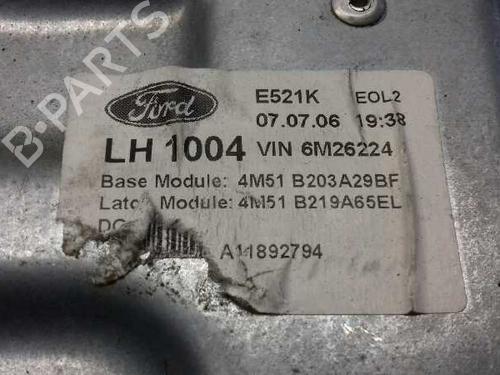 Ford
E521K EOL2
07.07.06 19:38
LH 1004 VIN 6M26224
Base Module: 4M51 B203A29BF
Latch Module: 4M51 B219A65EL
A11892794